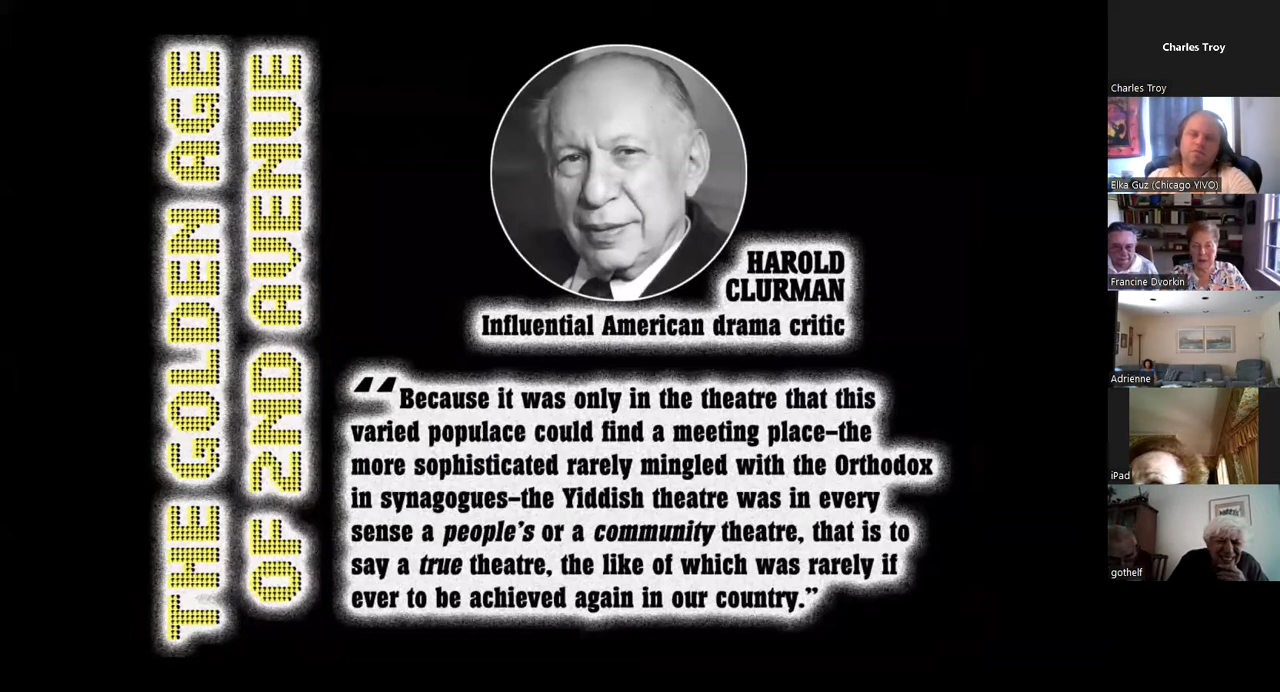 THE GOLDEN AGE
OF 2ND AVENUE
HAROLD
CLURMAN
Influential American drama critic
“Because it was only in the theatre that this
varied populace could find a meeting place–the
more sophisticated rarely mingled with the Orthodox
in synagogues–the Yiddish theatre was in every
sense a people’s or a community theatre, that is to
say a true theatre, the like of which was rarely if
ever to be achieved again in our country.”
Charles Troy
Charles Troy
Elka Guz (Chicago YIVO)
Francine Dvorkin
Adrienne
iPad
gothelf